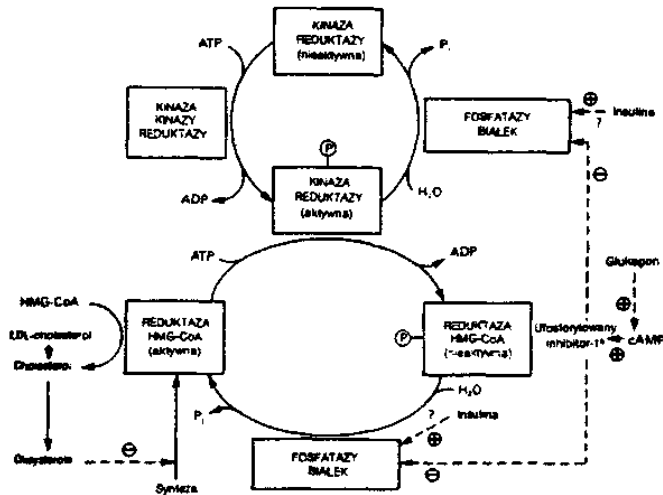 KINAZA
REDUKTAZY
(nieaktywna)
ATP
Pi
KINAZA
KINAZY
REDUKTAZY
FOSFATAZY
BIAŁEK
⊕
?
Insulina
P
⊖
KINAZA
REDUKTAZY
(aktywna)
ADP
H₂O
ATP
ADP
Glukagon
⊕
HMG-CoA
REDUKTAZA
HMG-CoA
(aktywna)
P
REDUKTAZA
HMG-CoA
(nieaktywna)
Ufosforylowany
inhibitor-1*
cAMP
⊕
LDL-cholesterol
Cholesterol
H₂O
Pi
?
Insulina
⊕
Oksysterole
⊖
FOSFATAZY
BIAŁEK
⊖
Synteza